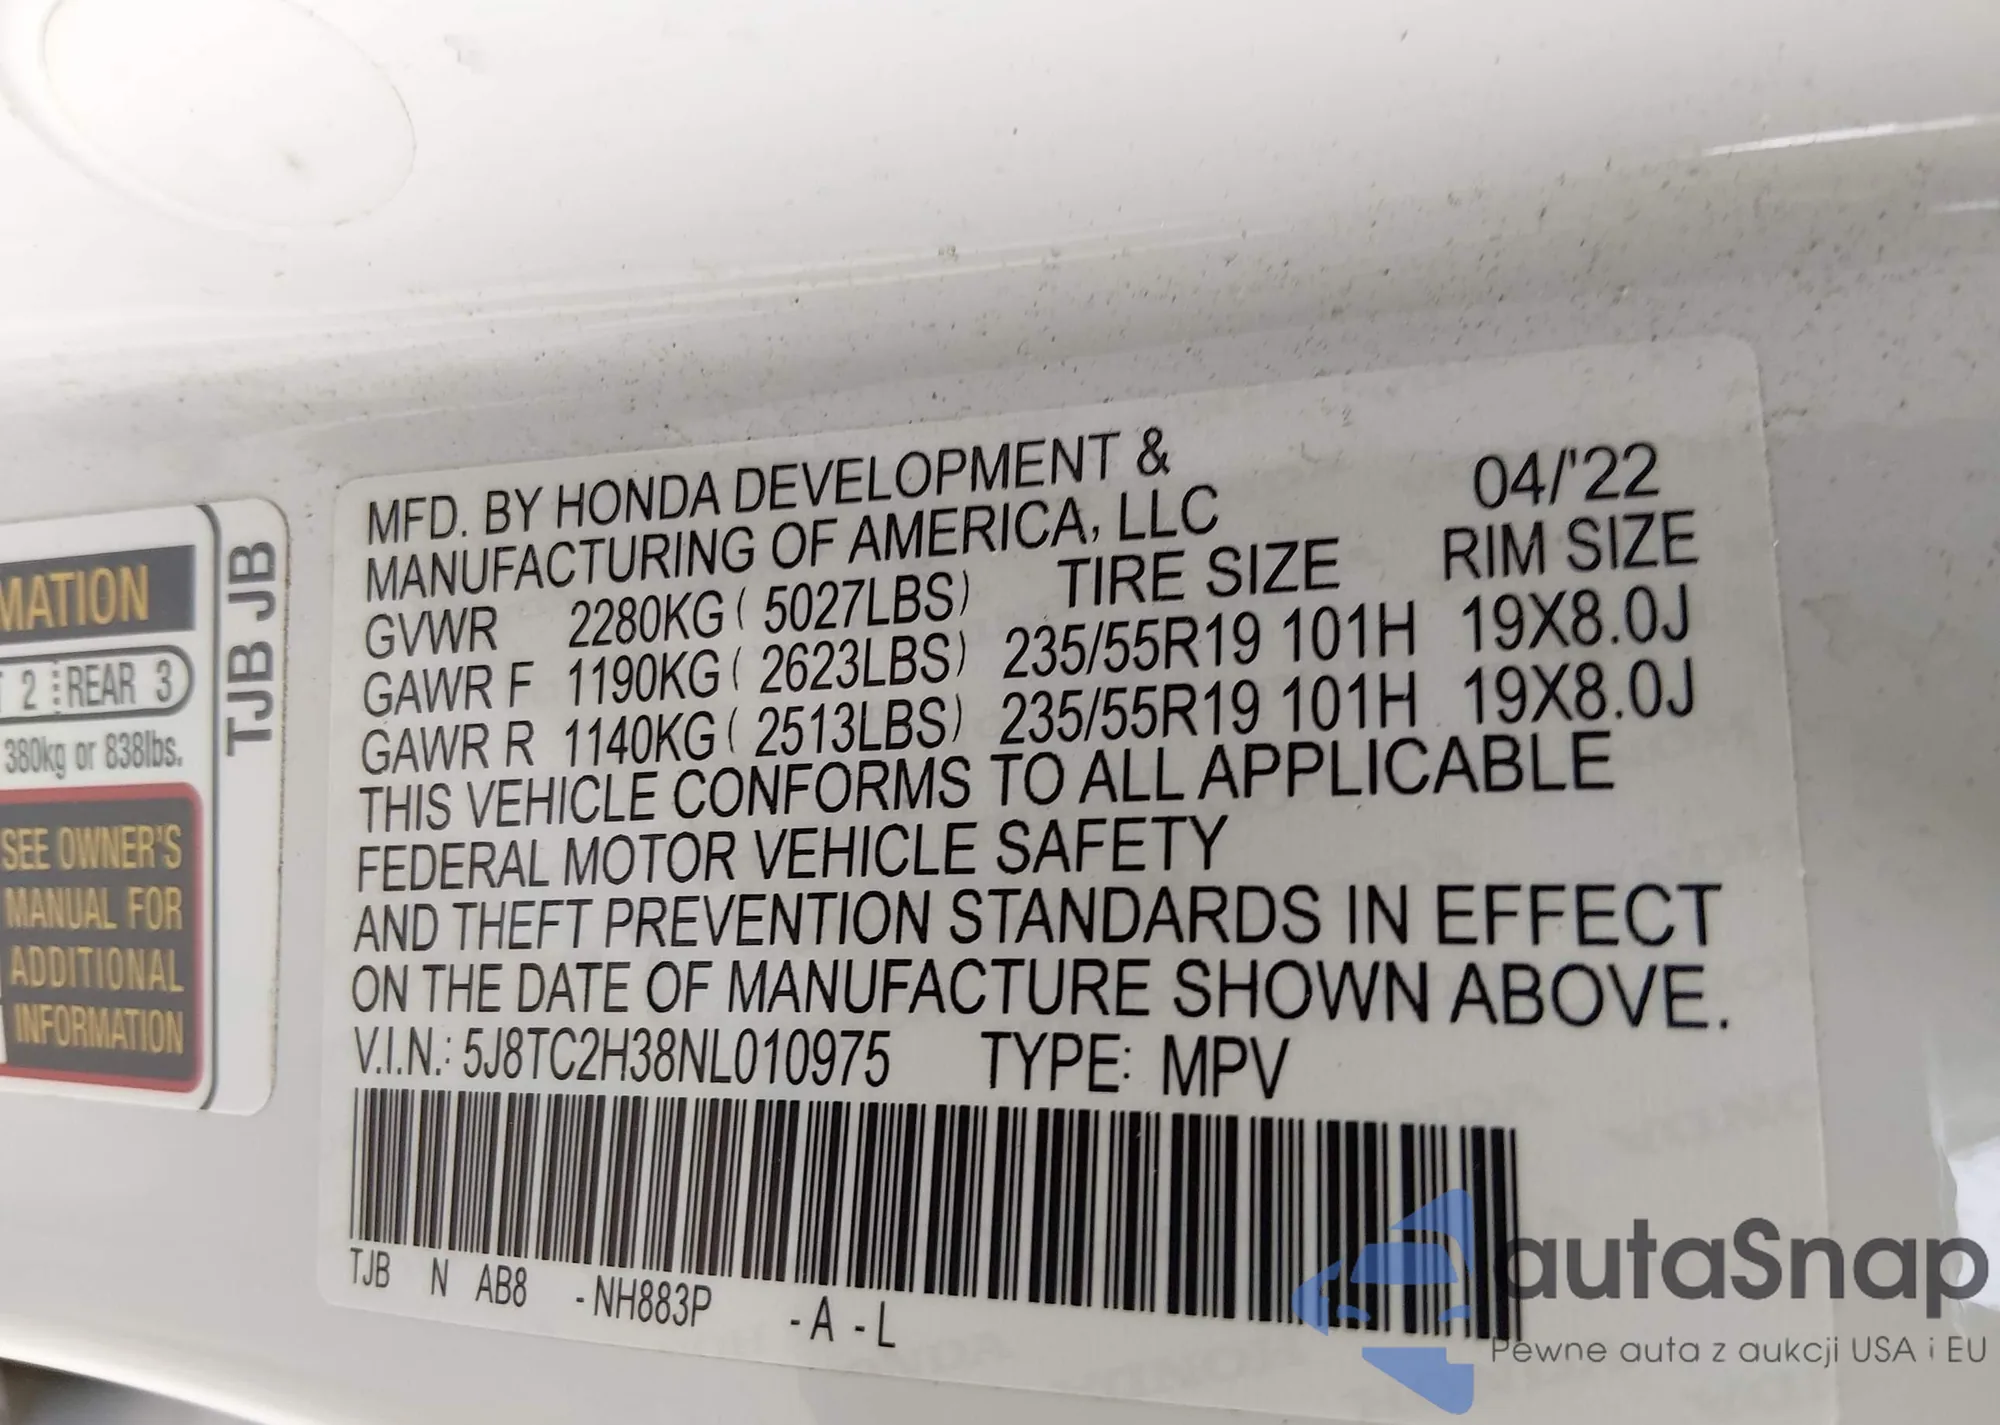 MATION
2 REAR 3
380kg or 838lbs.
SEE OWNER'S
MANUAL FOR
ADDITIONAL
INFORMATION
TJB JB
MFD. BY HONDA DEVELOPMENT &
MANUFACTURING OF AMERICA, LLC 04/'22
GVWR 2280KG ( 5027LBS) TIRE SIZE RIM SIZE
GAWR F 1190KG ( 2623LBS) 235/55R19 101H 19X8.0J
GAWR R 1140KG ( 2513LBS) 235/55R19 101H 19X8.0J
THIS VEHICLE CONFORMS TO ALL APPLICABLE
FEDERAL MOTOR VEHICLE SAFETY
AND THEFT PREVENTION STANDARDS IN EFFECT
ON THE DATE OF MANUFACTURE SHOWN ABOVE.
V.I.N.: 5J8TC2H38NL010975 TYPE: MPV
TJB N AB8 -NH883P -A -L
autaSnap
Pewne auta z aukcji USA i EU